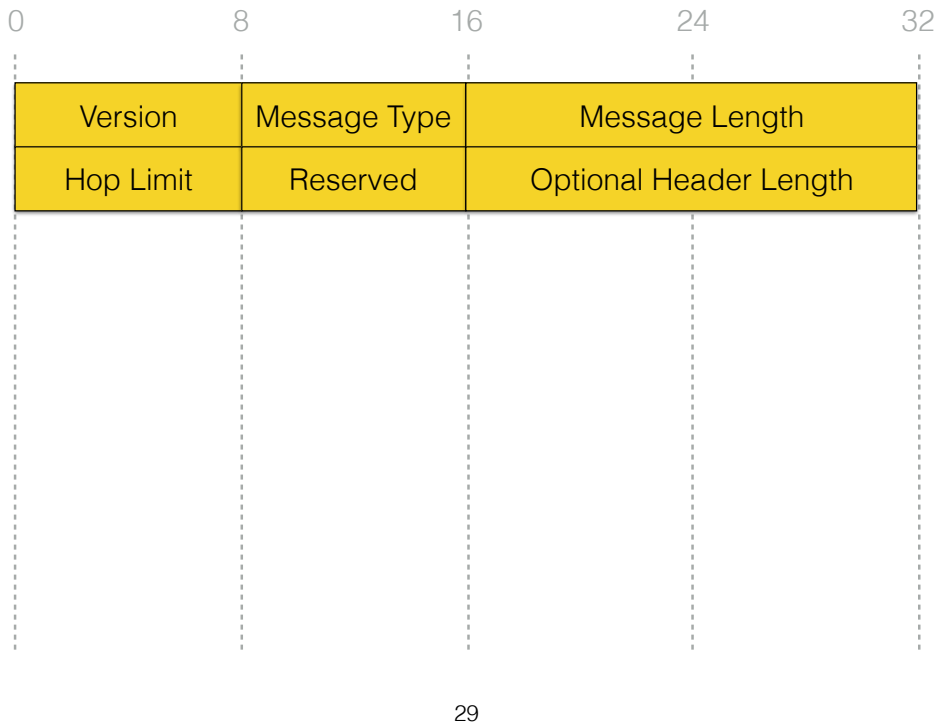 0 8 16 24 32
Version Message Type Message Length
Hop Limit Reserved Optional Header Length
29